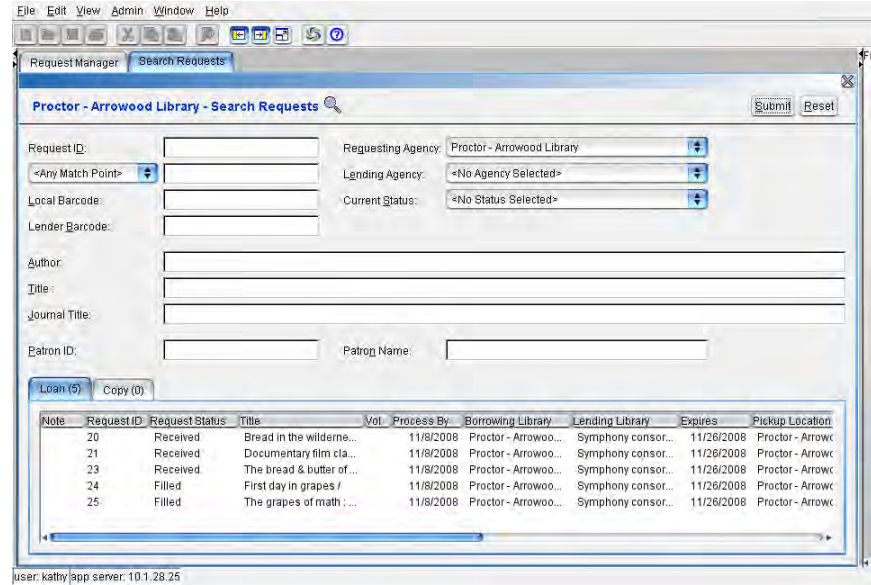 File Edit View Admin Window Help
Request Manager Search Requests
Proctor - Arrowood Library - Search Requests Submit Reset
Request ID: Requesting Agency: Proctor - Arrowood Library
<Any Match Point> Lending Agency: <No Agency Selected>
Local Barcode: Current Status: <No Status Selected>
Lender Barcode:
Author:
Title:
Journal Title:
Patron ID: Patron Name:
Loan (5) Copy (0)
Note Request ID Request Status Title Vol Process By Borrowing Library Lending Library Expires Pickup Location
20 Received Bread in the wilderne... 11/8/2008 Proctor - Arrowoo... Symphony consor... 11/26/2008 Proctor - Arrowc
21 Received Documentary film cla... 11/8/2008 Proctor - Arrowoo... Symphony consor... 11/26/2008 Proctor - Arrowc
23 Received The bread & butter of... 11/8/2008 Proctor - Arrowoo... Symphony consor... 11/26/2008 Proctor - Arrowc
24 Filled First day in grapes / 11/8/2008 Proctor - Arrowoo... Symphony consor... 11/26/2008 Proctor - Arrowc
25 Filled The grapes of math : ... 11/8/2008 Proctor - Arrowoo... Symphony consor... 11/26/2008 Proctor - Arrowc
user: kathy app server: 10.1.28.25